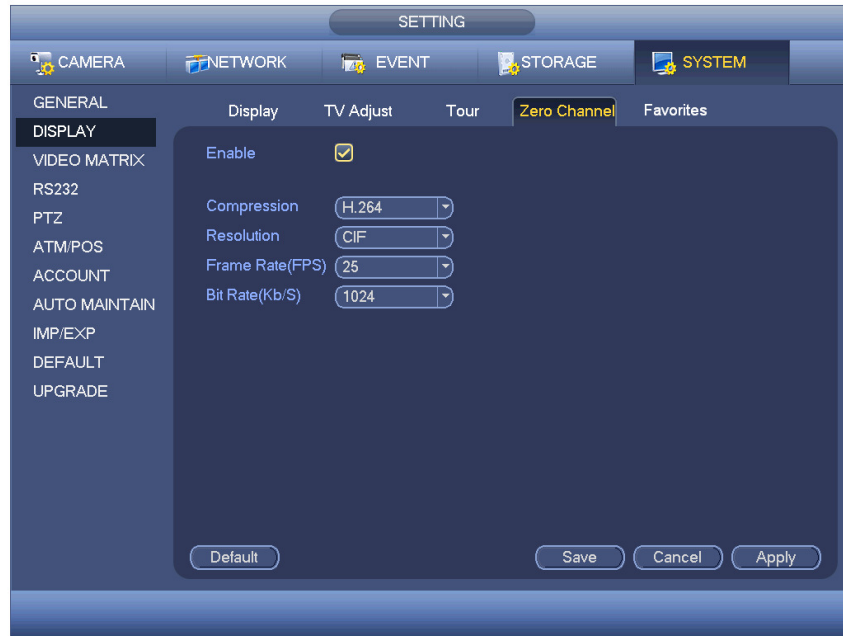 SETTING
CAMERA NETWORK EVENT STORAGE SYSTEM
GENERAL
DISPLAY
VIDEO MATRIX
RS232
PTZ
ATM/POS
ACCOUNT
AUTO MAINTAIN
IMP/EXP
DEFAULT
UPGRADE
Display TV Adjust Tour Zero Channel Favorites
Enable
Compression H.264
Resolution CIF
Frame Rate(FPS) 25
Bit Rate(Kb/S) 1024
Default Save Cancel Apply